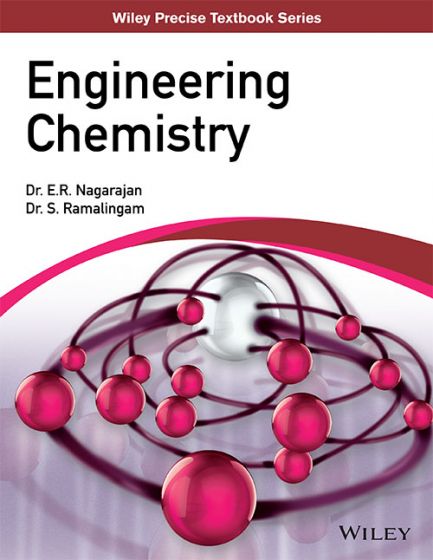 Wiley Precise Textbook Series
Engineering
Chemistry
Dr. E.R. Nagarajan
Dr. S. Ramalingam
WILEY